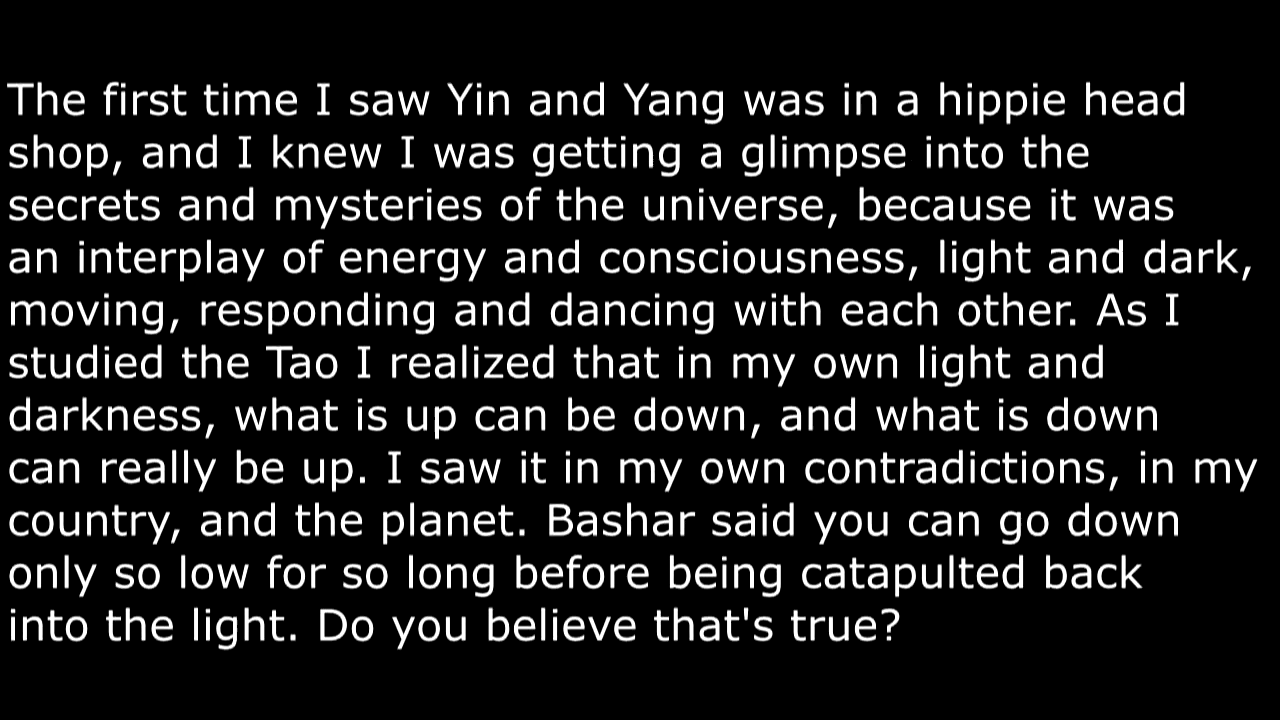 The first time I saw Yin and Yang was in a hippie head
shop, and I knew I was getting a glimpse into the
secrets and mysteries of the universe, because it was
an interplay of energy and consciousness, light and dark,
moving, responding and dancing with each other. As I
studied the Tao I realized that in my own light and
darkness, what is up can be down, and what is down
can really be up. I saw it in my own contradictions, in my
country, and the planet. Bashar said you can go down
only so low for so long before being catapulted back
into the light. Do you believe that's true?